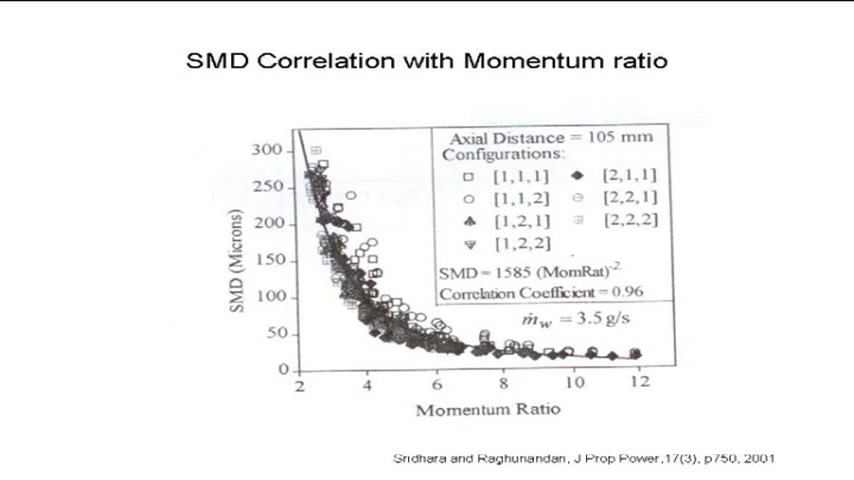 SMD Correlation with Momentum ratio
Axial Distance = 105 mm
Configurations:
[1,1,1] [2,1,1]
[1,1,2] [2,2,1]
[1,2,1] [2,2,2]
[1,2,2]
SMD = 1585 (MomRat)⁻²
Correlation Coefficient = 0.96
ṁw = 3.5 g/s
SMD (Microns)
300
250
200
150
100
50
0
2 4 6 8 10 12
Momentum Ratio
Sridhara and Raghunandan, J Prop Power,17(3), p750, 2001